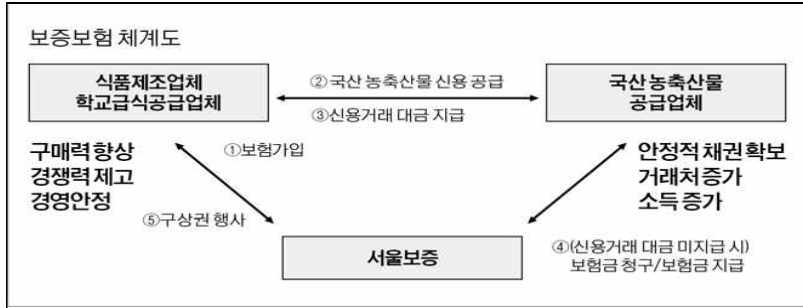 보증보험 체계도
식품제조업체
학교급식공급업체
② 국산 농축산물 신용 공급
③신용거래 대금 지급
국산 농축산물
공급업체
구매력 향상
경쟁력 제고
경영안정
①보험가입
⑤구상권 행사
안정적 채권 확보
거래처 증가
소득 증가
서울보증
④(신용거래 대금 미지급 시)
보험금 청구/보험금 지급